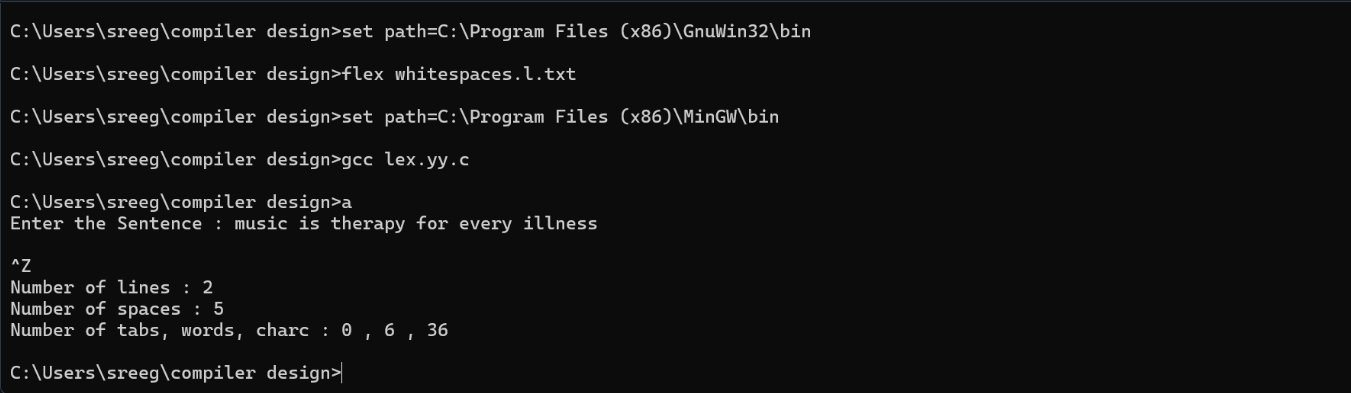 C:\Users\sreeg\compiler design>set path=C:\Program Files (x86)\GnuWin32\bin
C:\Users\sreeg\compiler design>flex whitespaces.l.txt
C:\Users\sreeg\compiler design>set path=C:\Program Files (x86)\MinGW\bin
C:\Users\sreeg\compiler design>gcc lex.yy.c
C:\Users\sreeg\compiler design>a
Enter the Sentence : music is therapy for every illness
^Z
Number of lines : 2
Number of spaces : 5
Number of tabs, words, charc : 0 , 6 , 36
C:\Users\sreeg\compiler design>